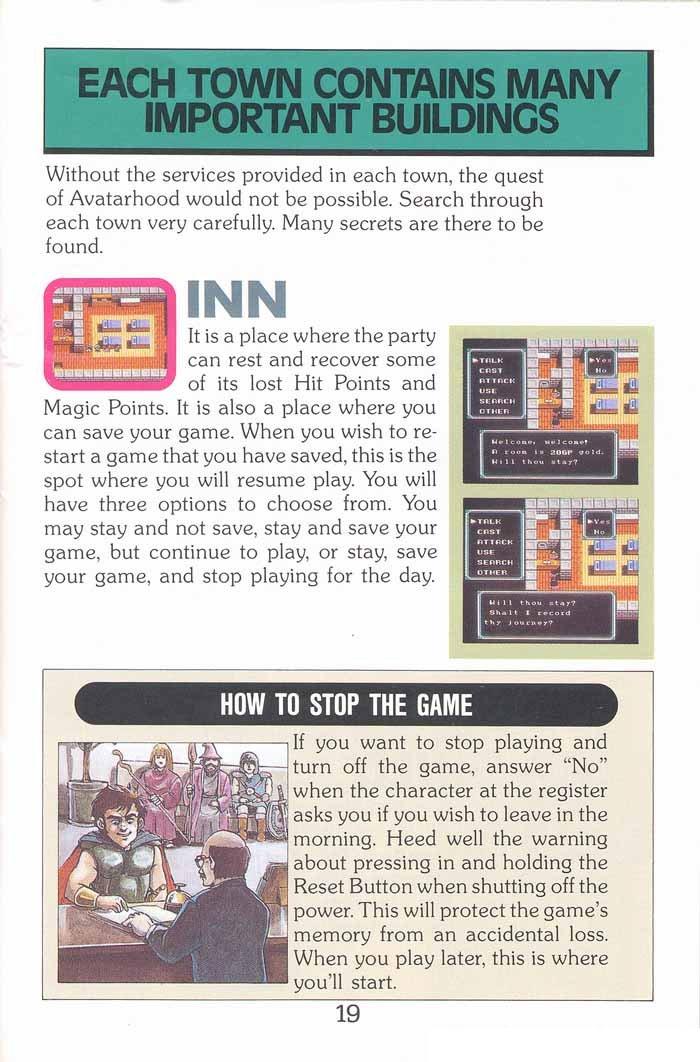 EACH TOWN CONTAINS MANY
IMPORTANT BUILDINGS
Without the services provided in each town, the quest
of Avatarhood would not be possible. Search through
each town very carefully. Many secrets are there to be
found.
INN
It is a place where the party
can rest and recover some
of its lost Hit Points and
Magic Points. It is also a place where you
can save your game. When you wish to re-
start a game that you have saved, this is the
spot where you will resume play. You will
have three options to choose from. You
may stay and not save, stay and save your
game, but continue to play, or stay, save
your game, and stop playing for the day.
TALK
CAST
ATTACK
USE
SEARCH
OTHER
Yes
No
Welcome, welcome!
A room is 20GP gold.
Will thou stay?
TALK
CAST
ATTACK
USE
SEARCH
OTHER
Yes
No
Will thou stay?
Shalt I record
thy journey?
HOW TO STOP THE GAME
If you want to stop playing and
turn off the game, answer “No”
when the character at the register
asks you if you wish to leave in the
morning. Heed well the warning
about pressing in and holding the
Reset Button when shutting off the
power. This will protect the game’s
memory from an accidental loss.
When you play later, this is where
you’ll start.
19